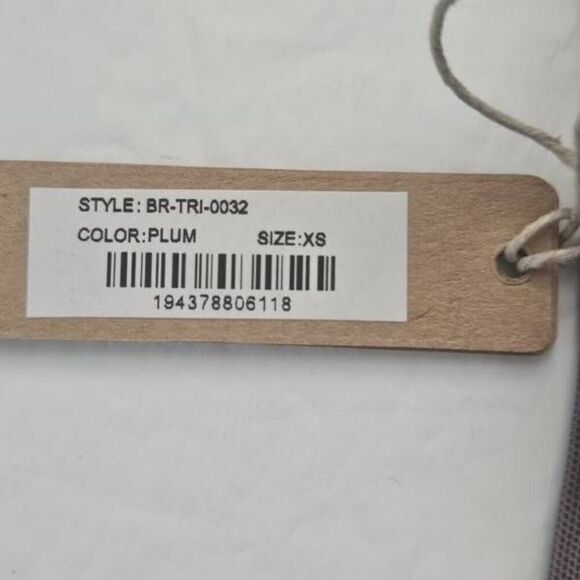 STYLE: BR-TRI-0032
COLOR:PLUM SIZE:XS
194378806118